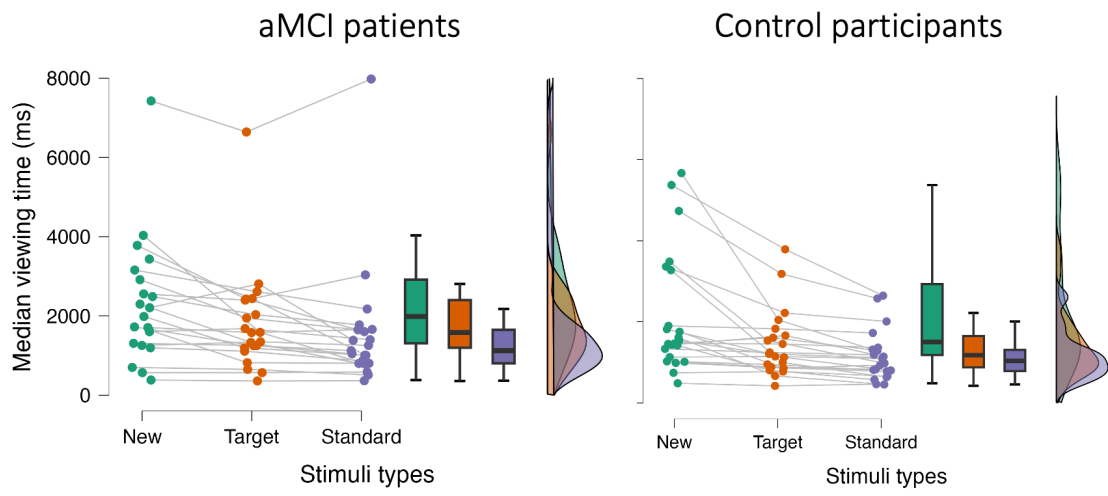 aMCI patients
Control participants
Median viewing time (ms)
8000
6000
4000
2000
0
New
Target
Standard
Stimuli types
New
Target
Standard
Stimuli types